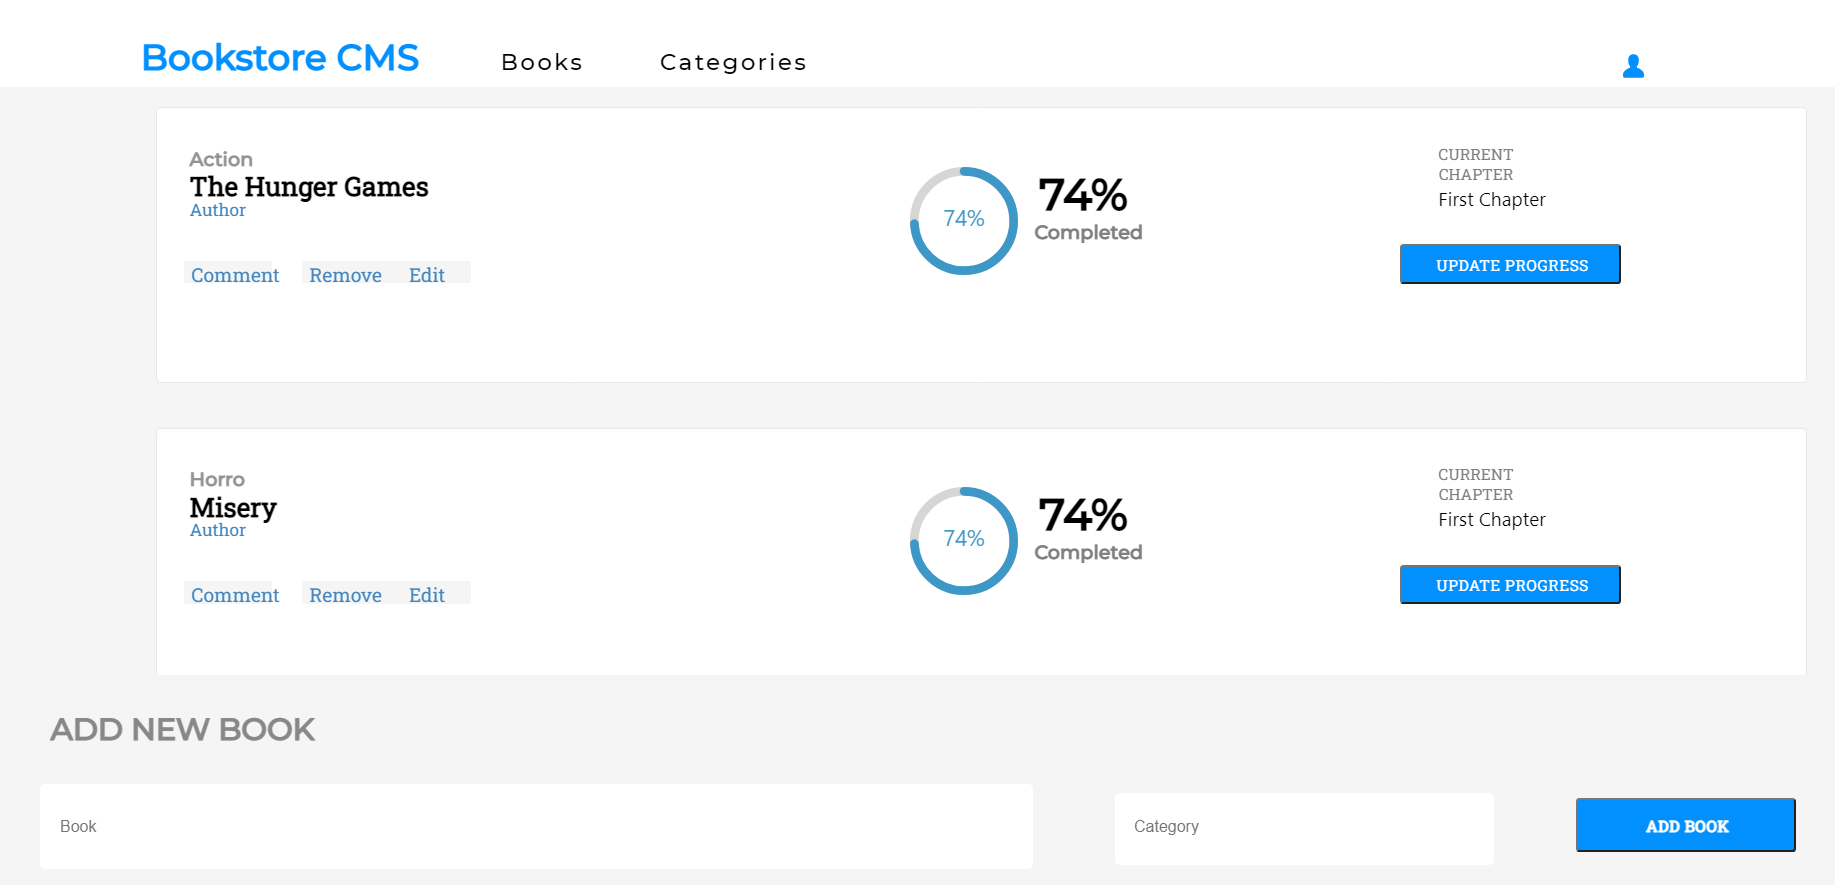 Bookstore CMS Books Categories
Action
The Hunger Games
Author
Comment Remove Edit
74%
74%
Completed
CURRENT
CHAPTER
First Chapter
UPDATE PROGRESS
Horro
Misery
Author
Comment Remove Edit
74%
74%
Completed
CURRENT
CHAPTER
First Chapter
UPDATE PROGRESS
ADD NEW BOOK
Book
Category
ADD BOOK